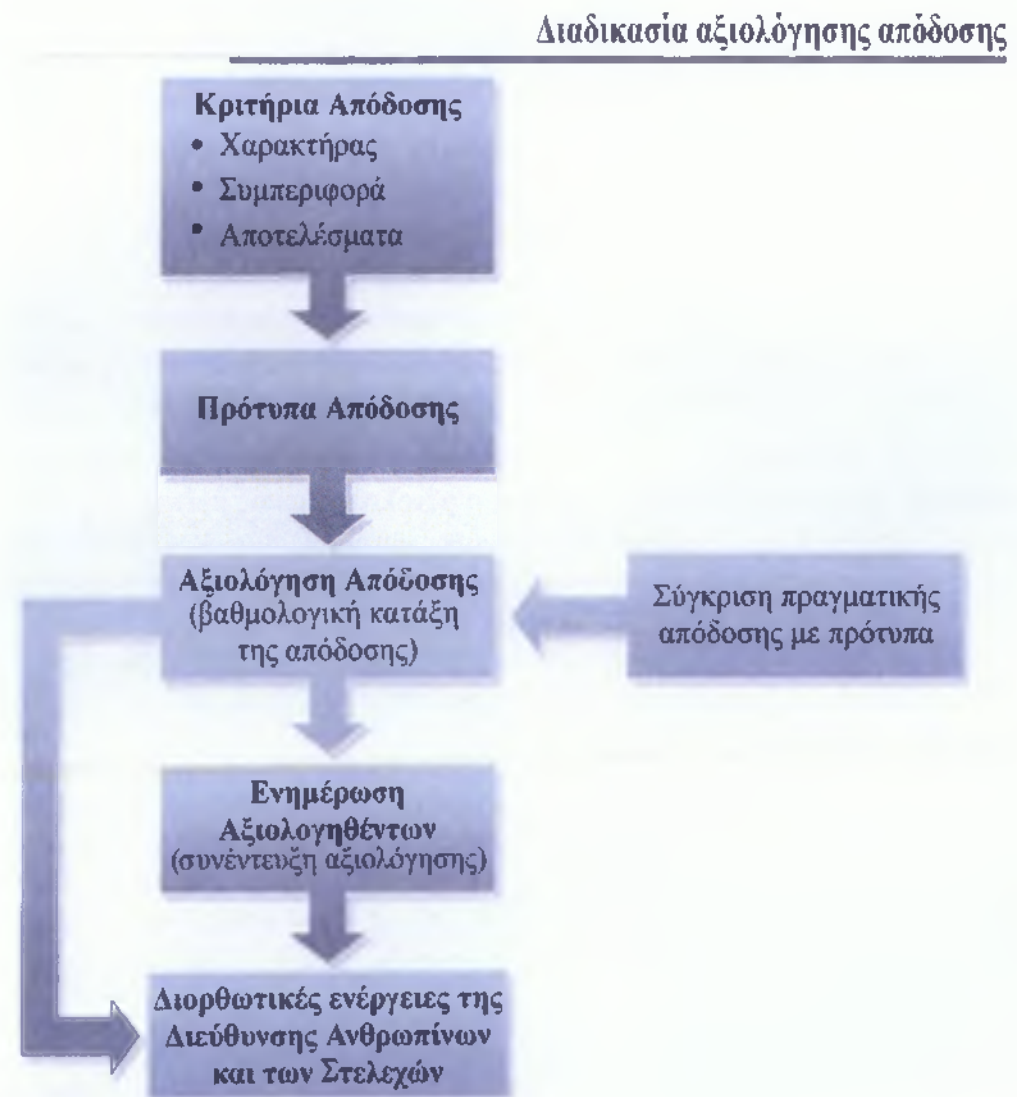 Διαδικασία αξιολόγησης απόδοσης
Κριτήρια Απόδοσης
• Χαρακτήρας
• Συμπεριφορά
• Αποτελέσματα
Πρότυπα Απόδοσης
Αξιολόγηση Απόδοσης
(βαθμολογική κατάξη
της απόδοσης)
Σύγκριση πραγματικής
απόδοσης με πρότυπα
Ενημέρωση
Αξιολογηθέντων
(συνέντευξη αξιολόγησης)
Διορθωτικές ενέργειες της
Διεύθυνσης Ανθρωπίνων
και των Στελεχών